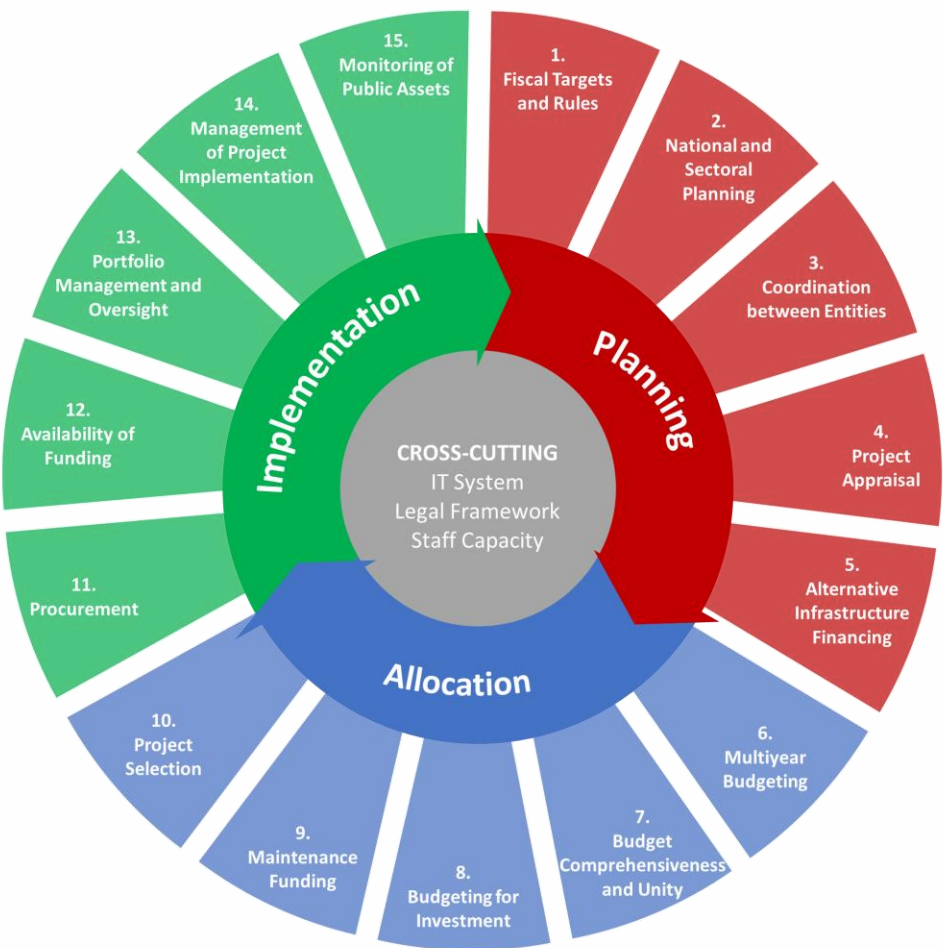 1.
Fiscal Targets
and Rules
2.
National and
Sectoral
Planning
3.
Coordination
between Entities
4.
Project
Appraisal
5.
Alternative
Infrastructure
Financing
6.
Multiyear
Budgeting
7.
Budget
Comprehensiveness
and Unity
8.
Budgeting for
Investment
9.
Maintenance
Funding
10.
Project
Selection
11.
Procurement
12.
Availability of
Funding
13.
Portfolio
Management and
Oversight
14.
Management
of Project
Implementation
15.
Monitoring of
Public Assets
Planning
Allocation
Implementation
CROSS-CUTTING
IT System
Legal Framework
Staff Capacity